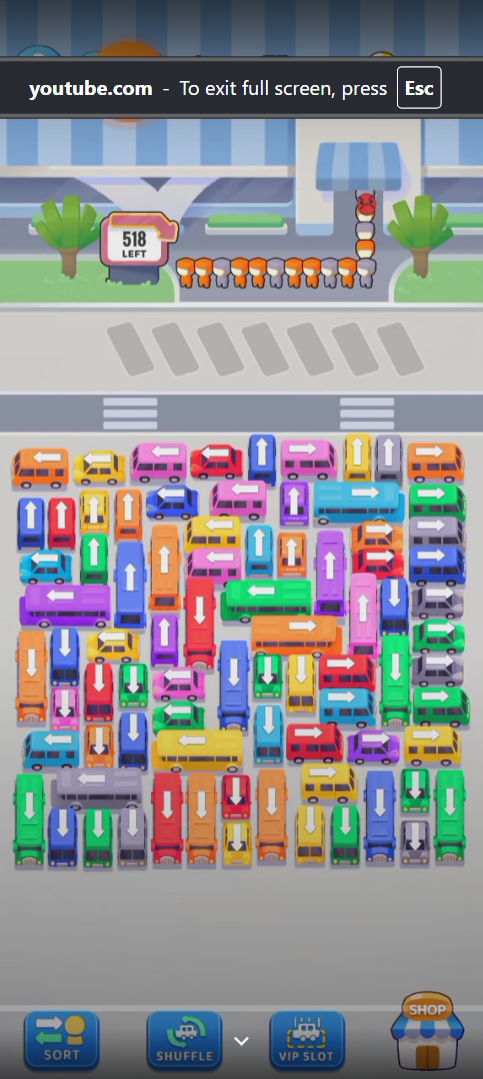 youtube.com - To exit full screen, press Esc
518
LEFT
SORT
SHUFFLE
VIP SLOT
SHOP